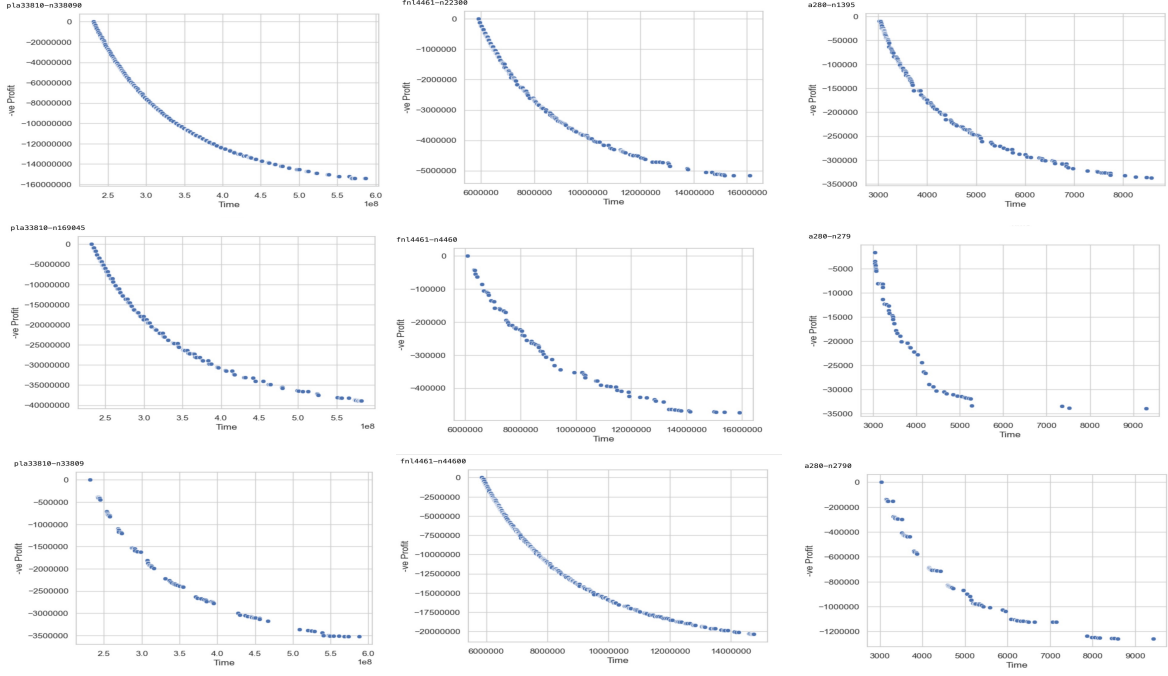 pla33810-n338090
0
−20000000
−40000000
−60000000
−80000000
−100000000
−120000000
−140000000
−160000000
-ve Profit
2.5 3.0 3.5 4.0 4.5 5.0 5.5 6.0
1e8
Time
fnl4461-n22300
0
−1000000
−2000000
−3000000
−4000000
−5000000
-ve Profit
6000000 8000000 10000000 12000000 14000000 16000000
Time
a280-n1395
0
−50000
−100000
−150000
−200000
−250000
−300000
−350000
-ve Profit
3000 4000 5000 6000 7000 8000
Time
pla33810-n169045
0
−5000000
−10000000
−15000000
−20000000
−25000000
−30000000
−35000000
−40000000
-ve Profit
2.5 3.0 3.5 4.0 4.5 5.0 5.5
1e8
Time
fnl4461-n4460
0
−100000
−200000
−300000
−400000
-ve Profit
6000000 8000000 10000000 12000000 14000000 16000000
Time
a280-n279
−5000
−10000
−15000
−20000
−25000
−30000
−35000
-ve Profit
3000 4000 5000 6000 7000 8000 9000
Time
pla33810-n33809
0
−500000
−1000000
−1500000
−2000000
−2500000
−3000000
−3500000
-ve Profit
2.5 3.0 3.5 4.0 4.5 5.0 5.5 6.0
1e8
Time
fnl4461-n44600
0
−2500000
−5000000
−7500000
−10000000
−12500000
−15000000
−17500000
−20000000
-ve Profit
6000000 8000000 10000000 12000000 14000000
Time
a280-n2790
0
−200000
−400000
−600000
−800000
−1000000
−1200000
-ve Profit
3000 4000 5000 6000 7000 8000 9000
Time